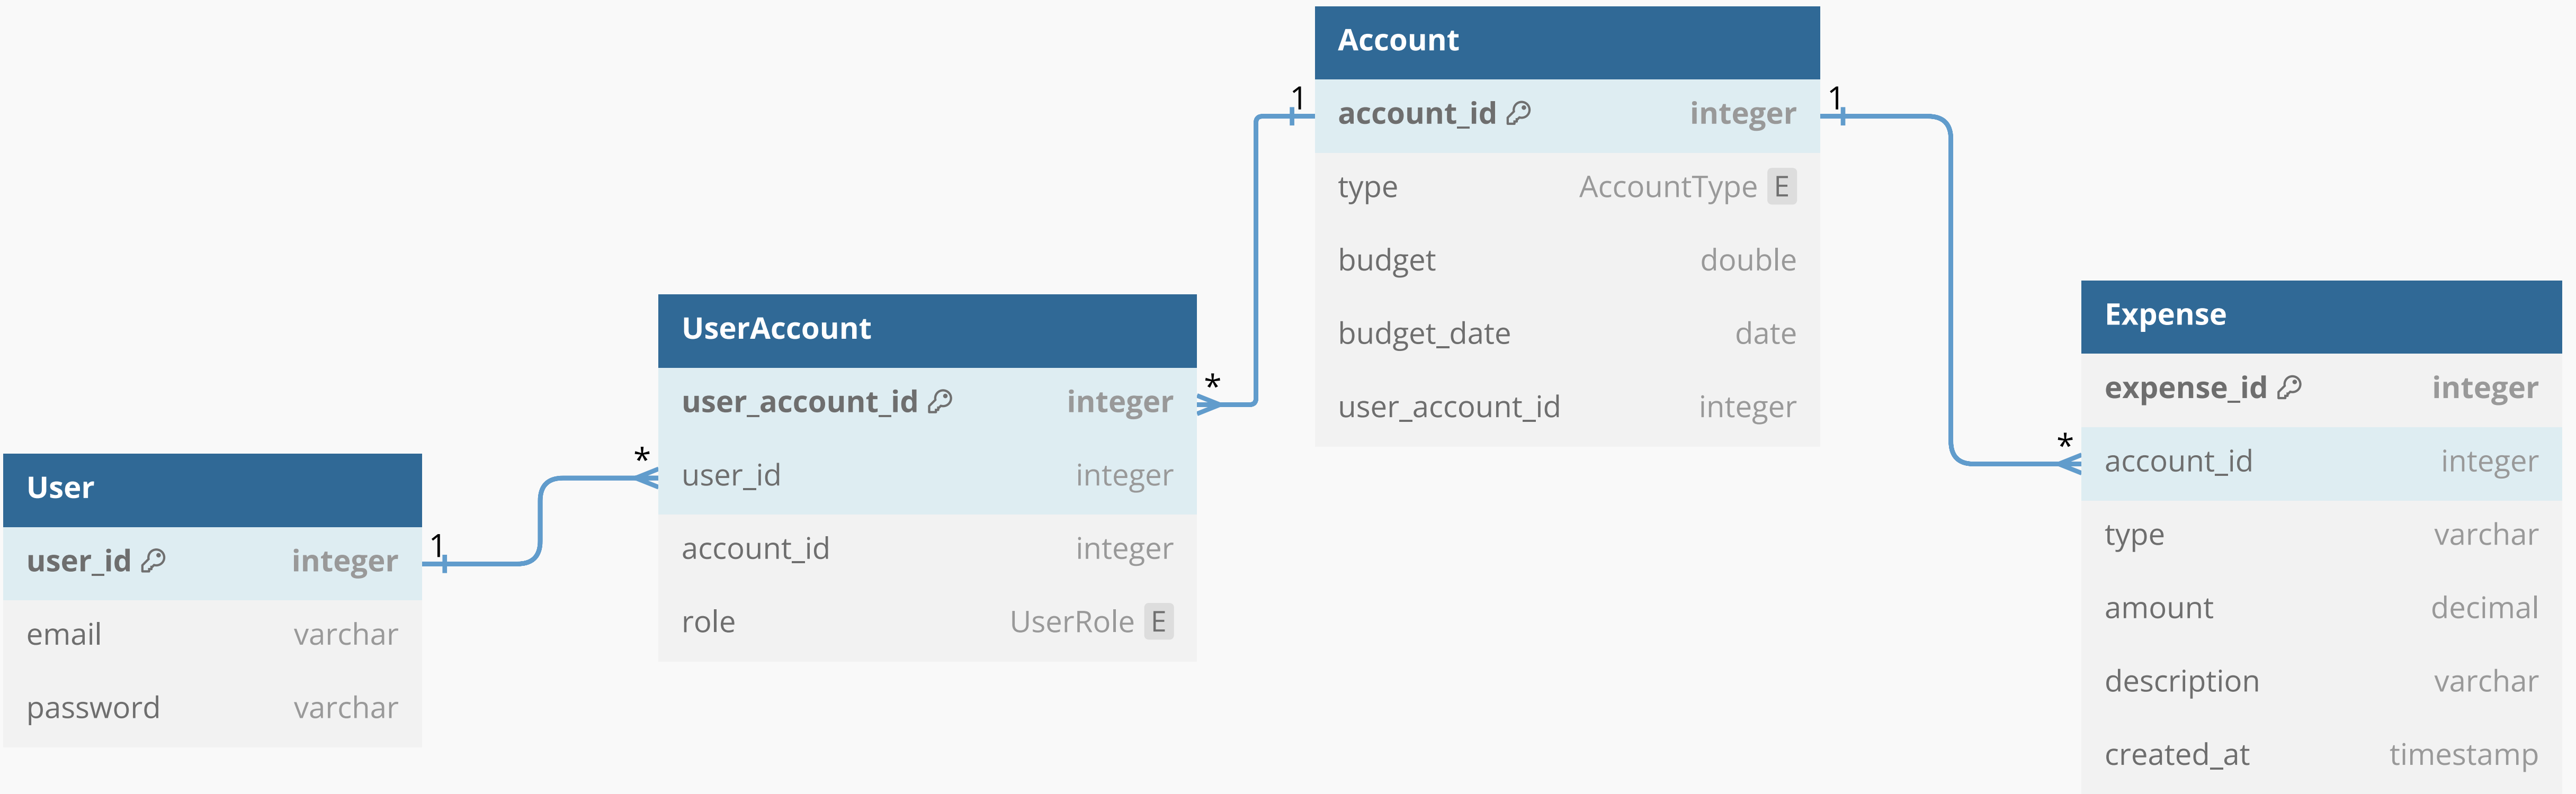 User
user_id integer
email varchar
password varchar
1
*
UserAccount
user_account_id integer
user_id integer
account_id integer
role UserRole E
*
1
Account
account_id integer
type AccountType E
budget double
budget_date date
user_account_id integer
1
*
Expense
expense_id integer
account_id integer
type varchar
amount decimal
description varchar
created_at timestamp